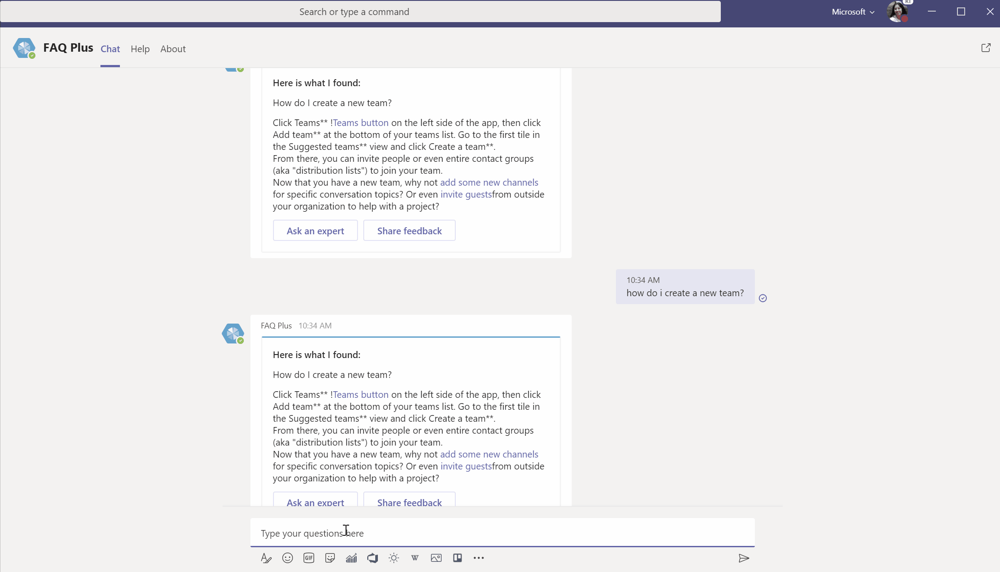 Search or type a command
Microsoft
RT
FAQ Plus
Chat
Help
About
Here is what I found:
How do I create a new team?
Click Teams** !Teams button on the left side of the app, then click
Add team** at the bottom of your teams list. Go to the first tile in
the Suggested teams** view and click Create a team**.
From there, you can invite people or even entire contact groups
(aka "distribution lists") to join your team.
Now that you have a new team, why not add some new channels
for specific conversation topics? Or even invite guestsfrom outside
your organization to help with a project?
Ask an expert
Share feedback
10:34 AM
how do i create a new team?
FAQ Plus 10:34 AM
Here is what I found:
How do I create a new team?
Click Teams** !Teams button on the left side of the app, then click
Add team** at the bottom of your teams list. Go to the first tile in
the Suggested teams** view and click Create a team**.
From there, you can invite people or even entire contact groups
(aka "distribution lists") to join your team.
Now that you have a new team, why not add some new channels
for specific conversation topics? Or even invite guestsfrom outside
your organization to help with a project?
Ask an expert
Share feedback
Type your questions here
GIF
W